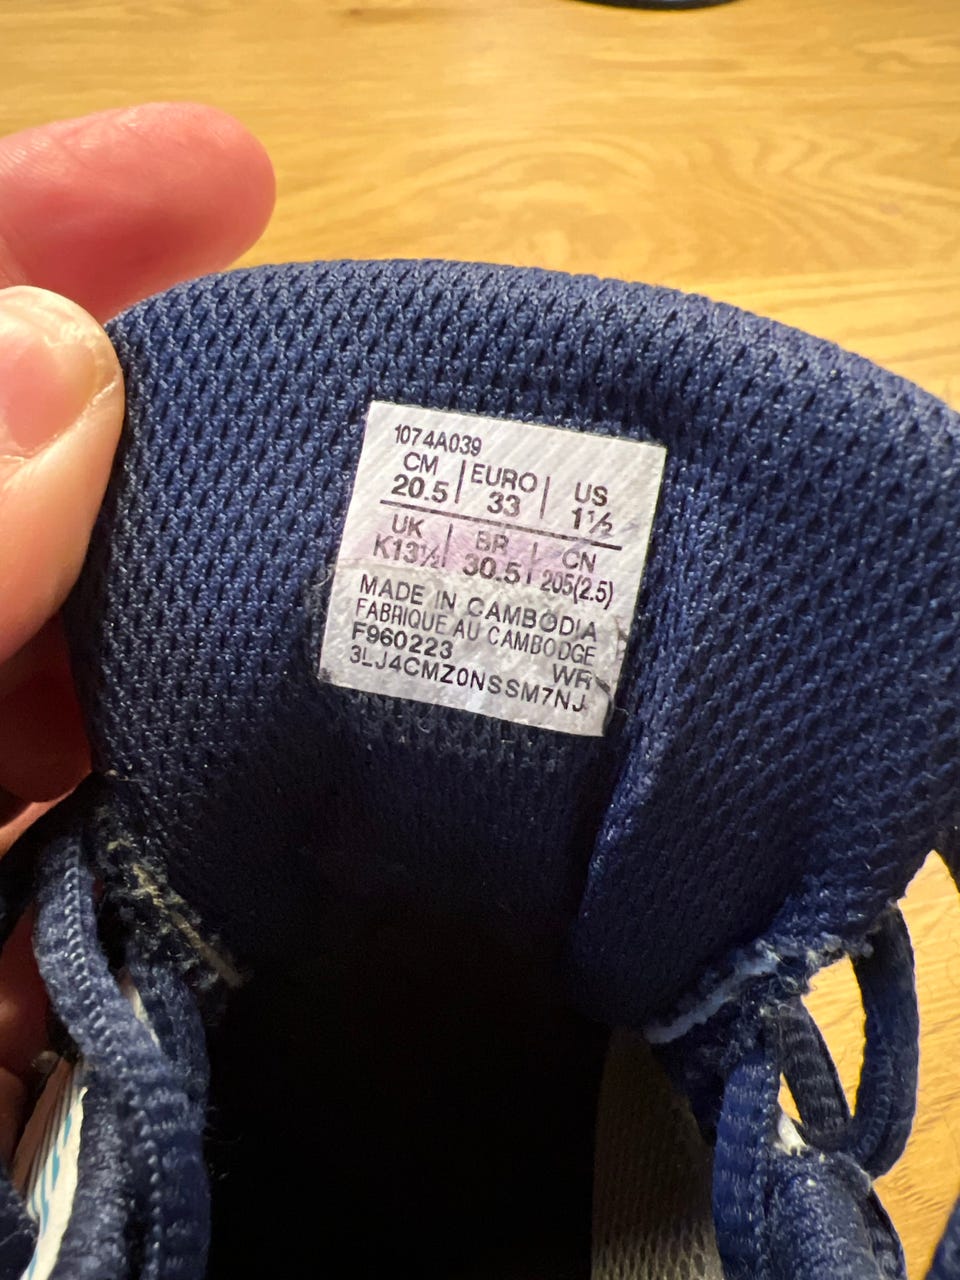 1074A039
CM | EURO | US
20.5 | 33 | 1½
UK | BR | CN
K13½ | 30.5 | 205(2.5)
MADE IN CAMBODIA
FABRIQUE AU CAMBODGE
F960223 WR
3LJ4CMZ0NSSM7NJ